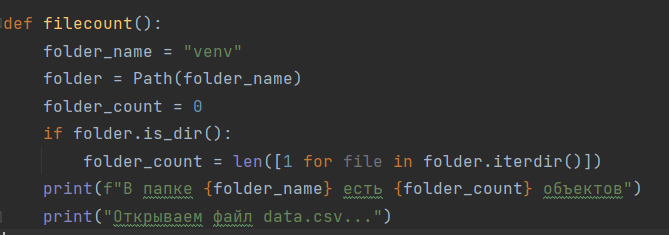 def filecount():
    folder_name = "venv"
    folder = Path(folder_name)
    folder_count = 0
    if folder.is_dir():
        folder_count = len([1 for file in folder.iterdir()])
    print(f"В папке {folder_name} есть {folder_count} объектов")
    print("Открываем файл data.csv...")